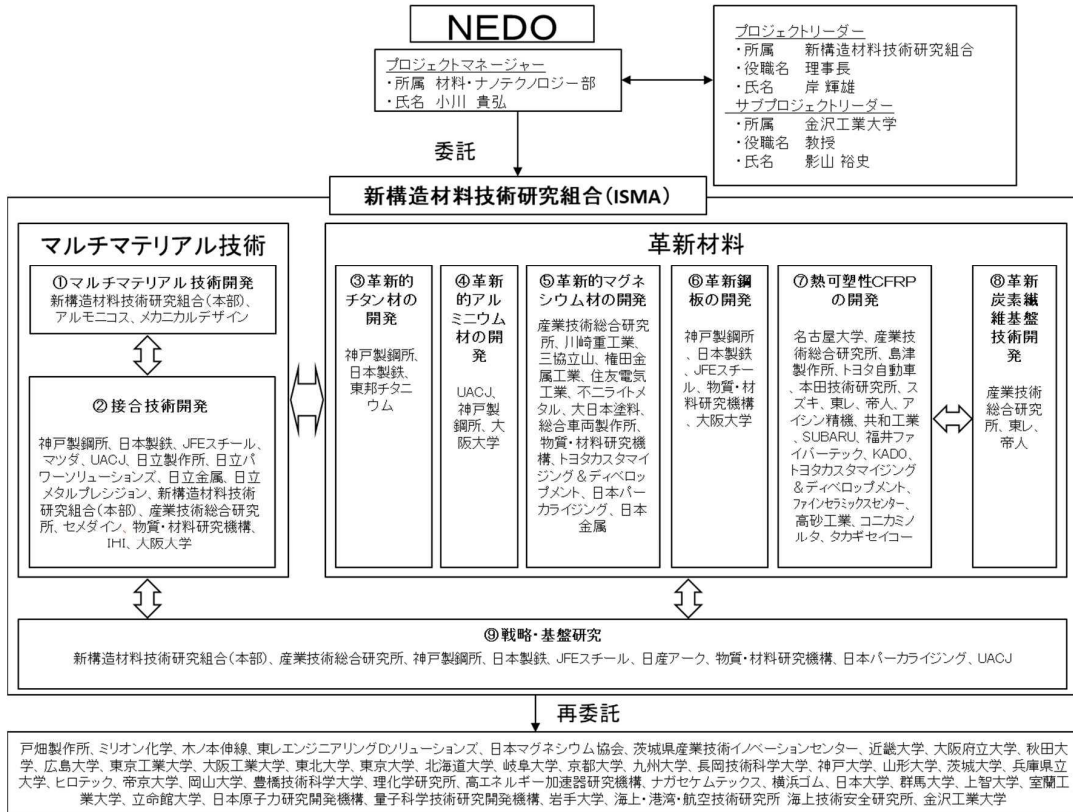 NEDO
プロジェクトマネージャー
・所属 材料・ナノテクノロジー部
・氏名 小川 貴弘
プロジェクトリーダー
・所属 新構造材料技術研究組合
・役職名 理事長
・氏名 岸 輝雄
サブプロジェクトリーダー
・所属 金沢工業大学
・役職名 教授
・氏名 影山 裕史
委託
新構造材料技術研究組合(ISMA)
マルチマテリアル技術
①マルチマテリアル技術開発
新構造材料技術研究組合(本部)、
アルモニコス、メカニカルデザイン
②接合技術開発
神戸製鋼所、日本製鉄、JFEスチール、
マツダ、UACJ、日立製作所、日立パ
ワーソリューションズ、日立金属、日立
メタルプレシジョン、新構造材料技術
研究組合(本部)、産業技術総合研究
所、セメダイン、物質・材料研究機構、
IHI、大阪大学
革新材料
③革新的
チタン材の
開発
神戸製鋼所、
日本製鉄、
東邦チタニ
ウム
④革新
的アル
ミニウム
材の開
発
UACJ、
神戸製
鋼所、大
阪大学
⑤革新的マグネ
シウム材の開発
産業技術総合研究
所、川崎重工業、
三協立山、権田金
属工業、住友電気
工業、不二ライトメ
タル、大日本塗料、
総合車両製作所、
物質・材料研究機
構、トヨタカスタマイ
ジング＆ディベロッ
プメント、日本パー
カライジング、日本
金属
⑥革新鋼
板の開発
神戸製鋼所
、日本製鉄、
JFEスチー
ル、物質・材
料研究機構
、大阪大学
⑦熱可塑性CFRP
の開発
名古屋大学、産業技
術総合研究所、島津
製作所、トヨタ自動車、
本田技術研究所、ス
ズキ、東レ、帝人、ア
イシン精機、共和工業
、SUBARU、福井ファ
イバーテック、KADO、
トヨタカスタマイジング
＆ディベロップメント、
ファインセラミックスセンター、
高砂工業、コニカミノ
ルタ、タカギセイコー
⑧革新
炭素繊
維基盤
技術開
発
産業技術
総合研究
所、東レ、
帝人
⑨戦略・基盤研究
新構造材料技術研究組合(本部)、産業技術総合研究所、神戸製鋼所、日本製鉄、JFEスチール、日産アーク、物質・材料研究機構、日本パーカライジング、UACJ
再委託
戸畑製作所、ミリオン化学、木ノ本伸線、東レエンジニアリングDソリューションズ、日本マグネシウム協会、茨城県産業技術イノベーションセンター、近畿大学、大阪府立大学、秋田大
学、広島大学、東京工業大学、大阪工業大学、東北大学、東京大学、北海道大学、岐阜大学、京都大学、九州大学、長岡技術科学大学、神戸大学、山形大学、茨城大学、兵庫県立
大学、ヒロテック、帝京大学、岡山大学、豊橋技術科学大学、理化学研究所、高エネルギー加速器研究機構、ナガセケムテックス、横浜ゴム、日本大学、群馬大学、上智大学、室蘭工
業大学、立命館大学、日本原子力研究開発機構、量子科学技術研究開発機構、岩手大学、海上・港湾・航空技術研究所 海上技術安全研究所、金沢工業大学